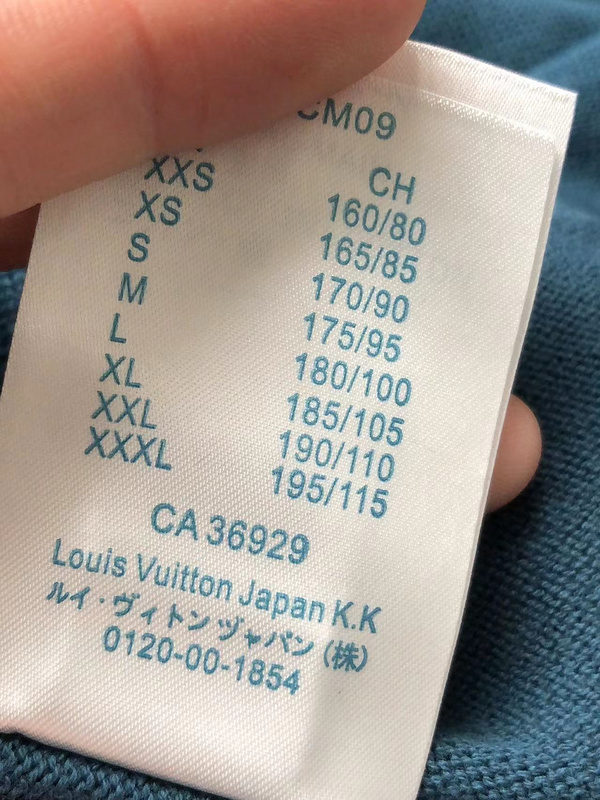 CM09
CH
XXS 160/80
XS 165/85
S 170/90
M 175/95
L 180/100
XL 185/105
XXL 190/110
XXXL 195/115
CA 36929
Louis Vuitton Japan K.K
ルイ・ヴィトン ヅャパン (株)
0120-00-1854